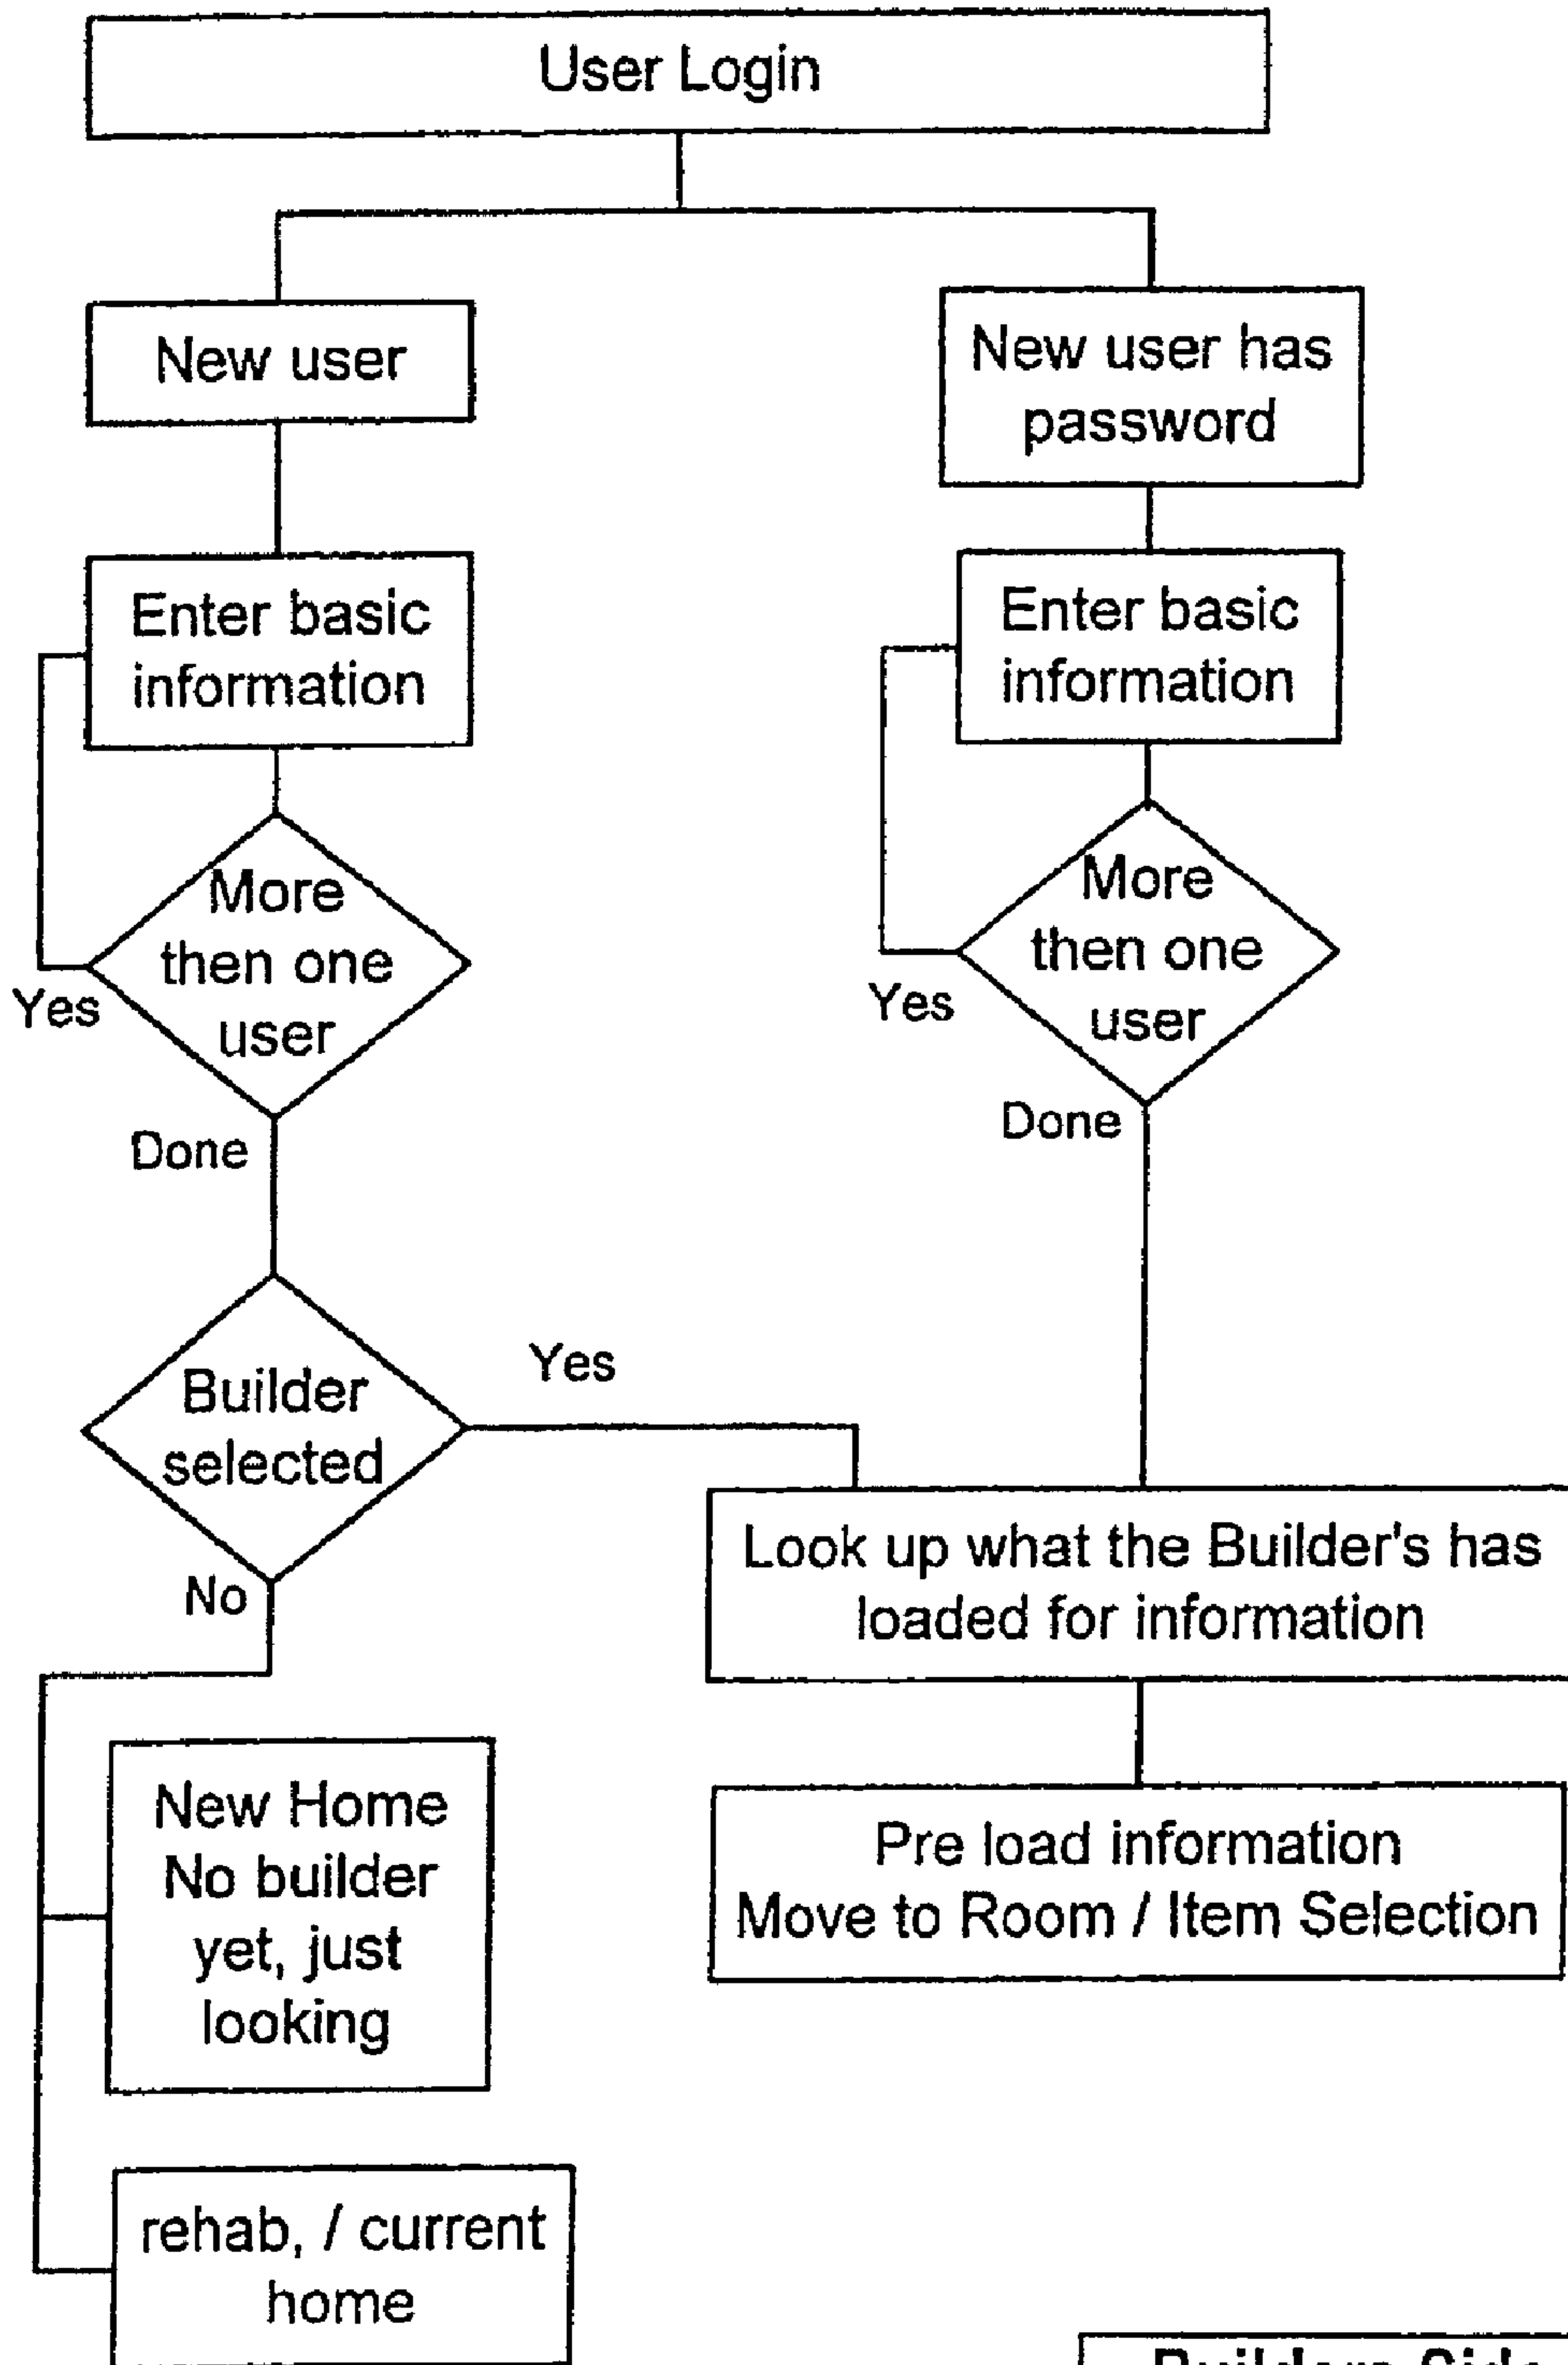 User Login
New user
New user has
password
Enter basic
information
Enter basic
information
More
then one
user
Yes
Done
More
then one
user
Yes
Done
Builder
selected
Yes
No
Look up what the Builder's has
loaded for information
Pre load information
Move to Room / Item Selection
New Home
No builder
yet, just
looking
rehab, / current
home
Builders Side